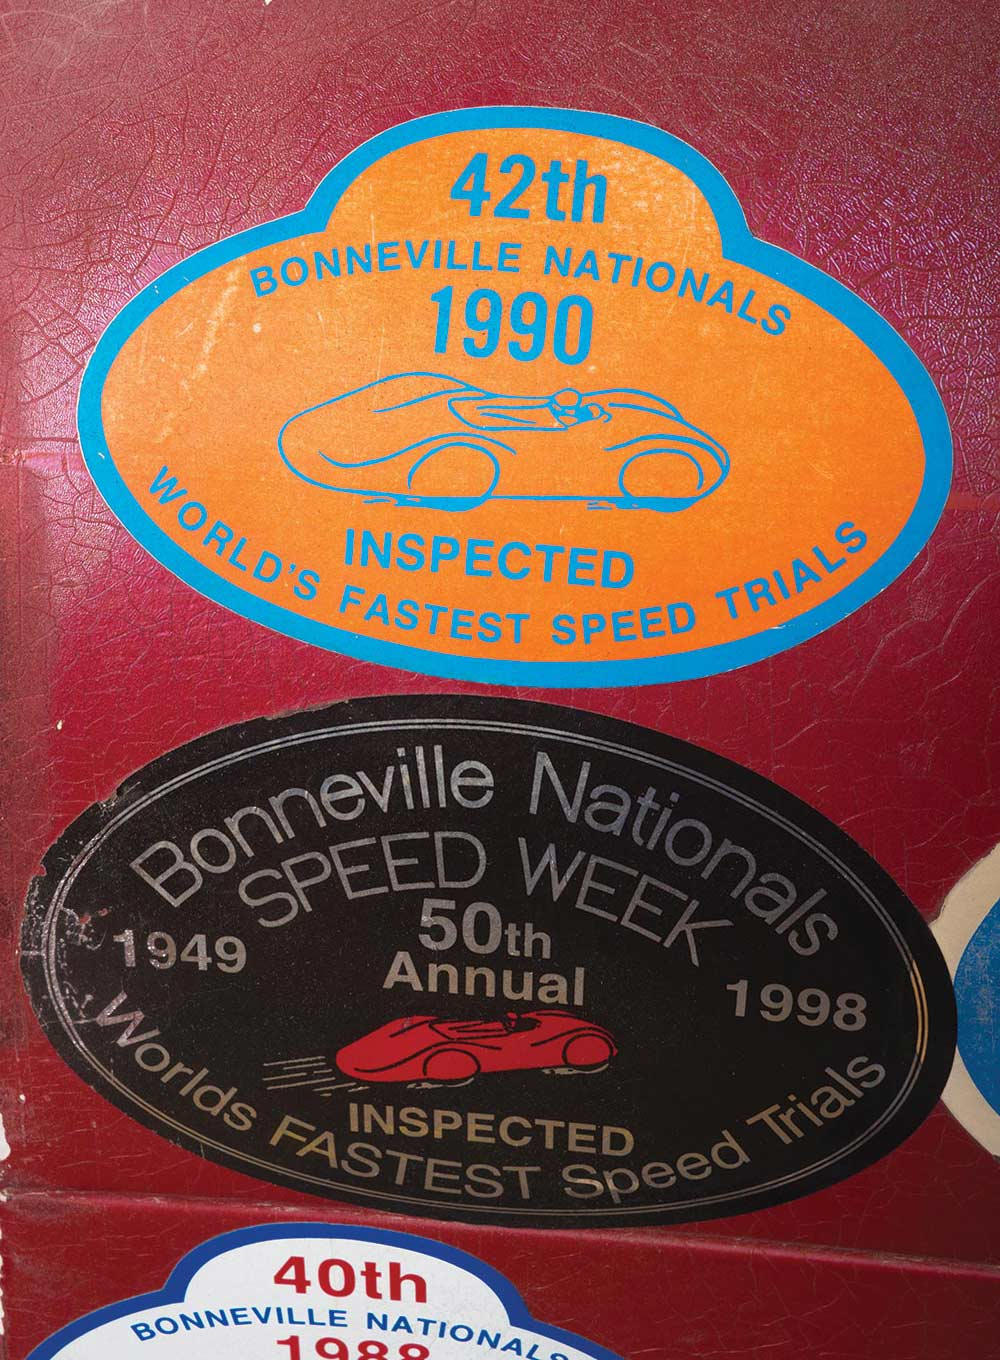 42th
BONNEVILLE NATIONALS
1990
INSPECTED
WORLD'S FASTEST SPEED TRIALS
Bonneville Nationals
SPEED WEEK
50th
Annual
1949
1998
INSPECTED
Worlds FASTEST Speed Trials
40th
BONNEVILLE NATIONALS
1988